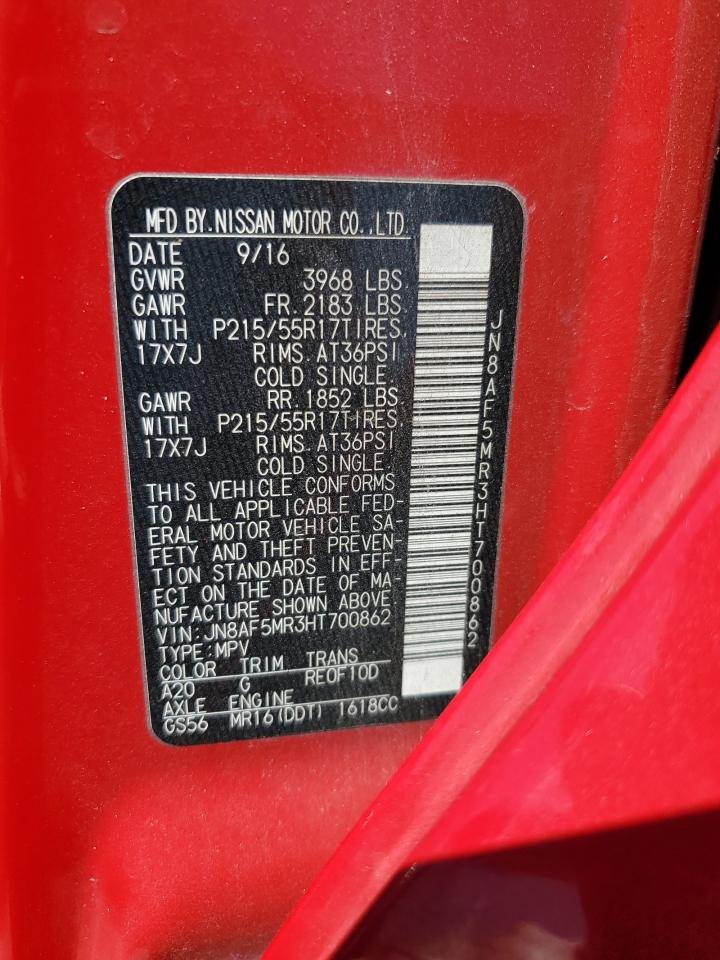 MFD BY.NISSAN MOTOR CO.,LTD.
DATE 9/16
GVWR 3968 LBS
GAWR FR.2183 LBS
WITH P215/55R17TIRES,
17X7J RIMS.AT36PSI
COLD SINGLE.
GAWR RR.1852 LBS
WITH P215/55R17TIRES,
17X7J RIMS.AT36PSI
COLD SINGLE.
THIS VEHICLE CONFORMS
TO ALL APPLICABLE FED-
ERAL MOTOR VEHICLE SA-
FETY AND THEFT PREVEN-
TION STANDARDS IN EFF-
ECT ON THE DATE OF MA-
NUFACTURE SHOWN ABOVE.
VIN:JN8AF5MR3HT700862
TYPE:MPV
COLOR TRIM TRANS
A20 G RE0F10D
AXLE ENGINE
GS56 MR16(DDT) 1618CC
JN8AF5MR3HT700862